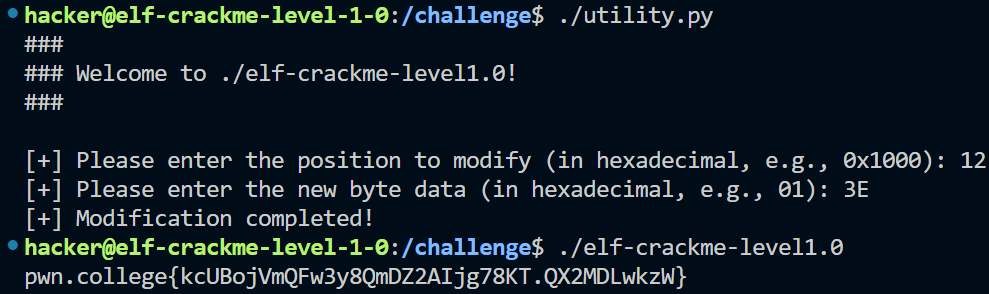 hacker@elf-crackme-level-1-0:/challenge$ ./utility.py
###
### Welcome to ./elf-crackme-level1.0!
###
[+] Please enter the position to modify (in hexadecimal, e.g., 0x1000): 12
[+] Please enter the new byte data (in hexadecimal, e.g., 01): 3E
[+] Modification completed!
hacker@elf-crackme-level-1-0:/challenge$ ./elf-crackme-level1.0
pwn.college{kcUBojVmQFw3y8QmDZ2AIjg78KT.QX2MDLwkzW}